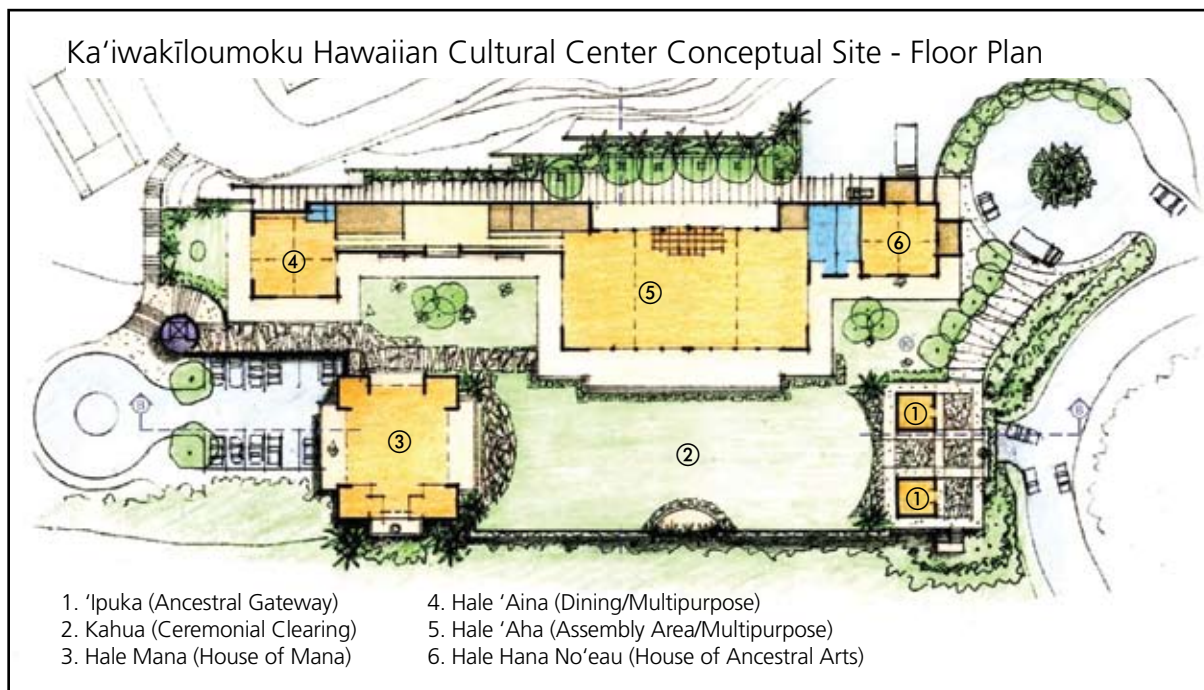 Ka‘iwakīloumoku Hawaiian Cultural Center Conceptual Site - Floor Plan
④
⑥
⑤
①
③
②
①
1. ‘Ipuka (Ancestral Gateway)
2. Kahua (Ceremonial Clearing)
3. Hale Mana (House of Mana)
4. Hale ‘Aina (Dining/Multipurpose)
5. Hale ‘Aha (Assembly Area/Multipurpose)
6. Hale Hana No‘eau (House of Ancestral Arts)